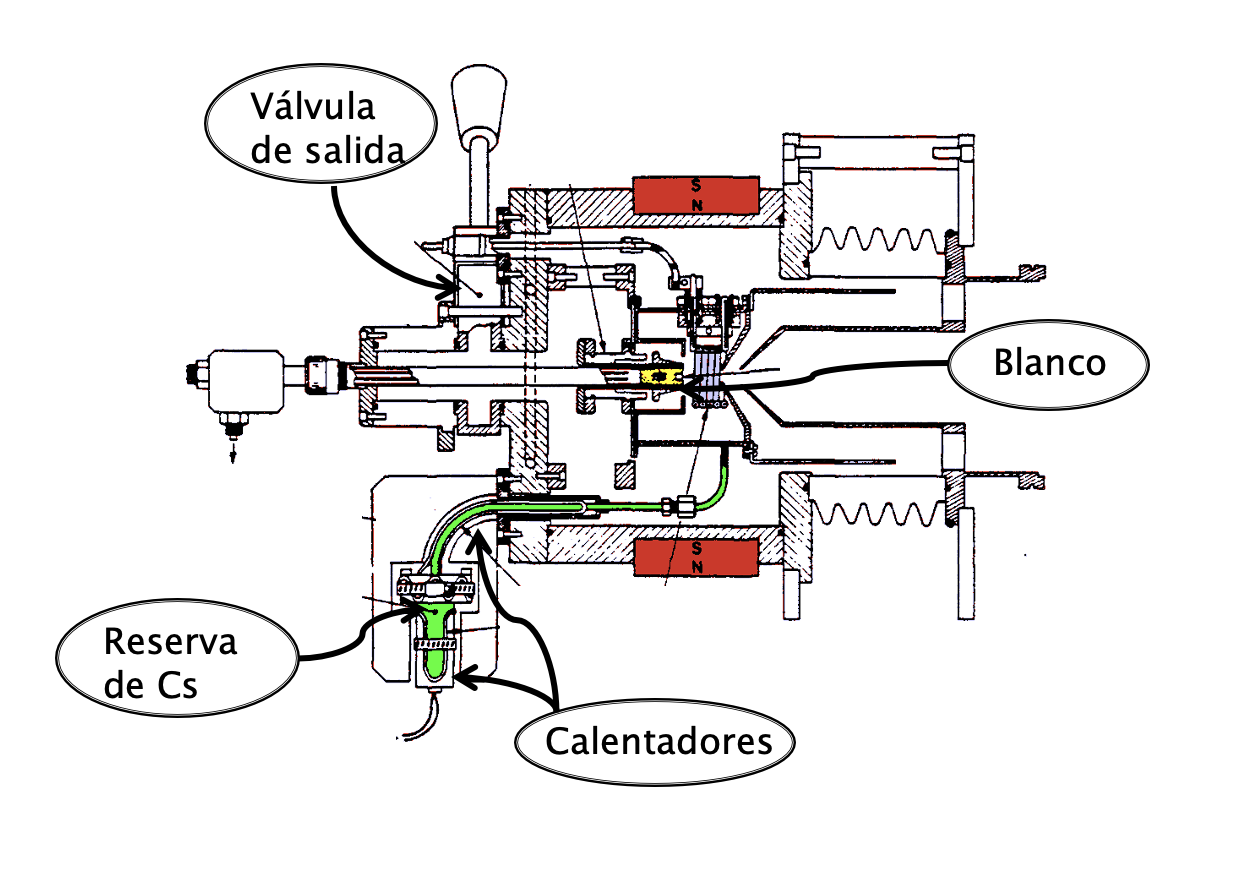 Válvula
de salida
S
N
Blanco
S
N
Reserva
de Cs
Calentadores